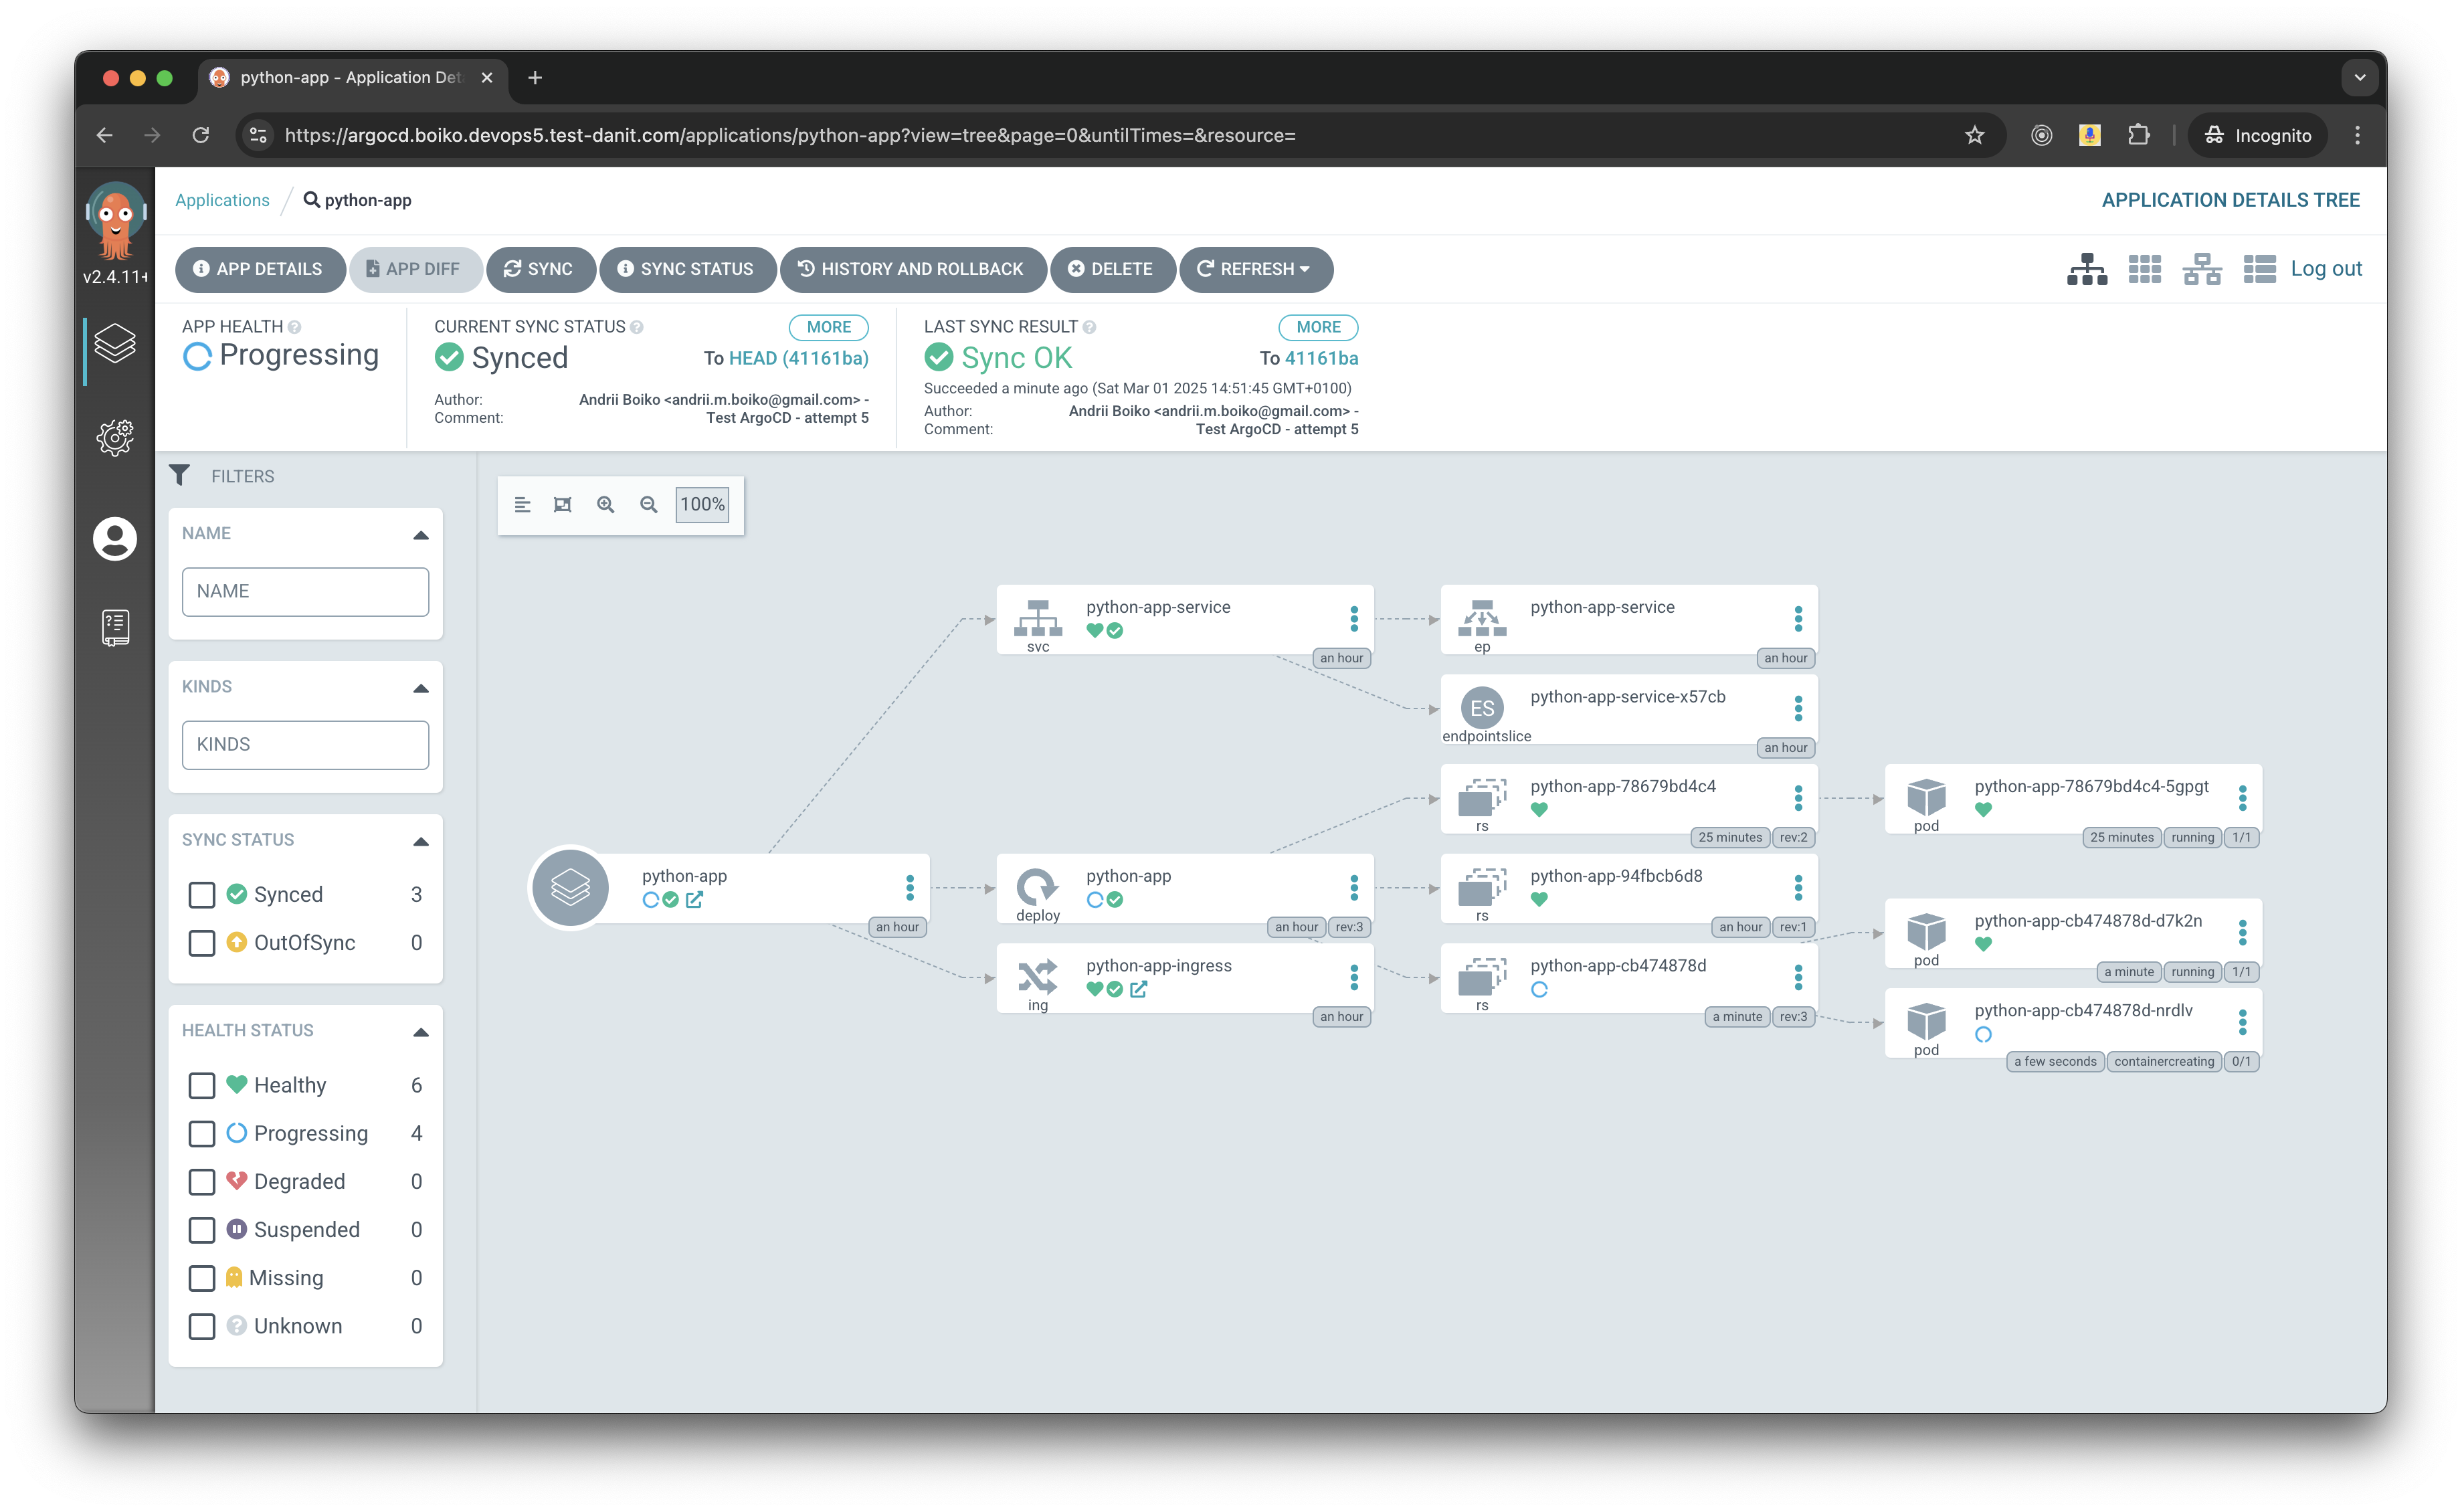 python-app - Application Det
https://argocd.boiko.devops5.test-danit.com/applications/python-app?view=tree&page=0&untilTimes=&resource=
Incognito
v2.4.11+
Applications / python-app
APPLICATION DETAILS TREE
APP DETAILS
APP DIFF
SYNC
SYNC STATUS
HISTORY AND ROLLBACK
DELETE
REFRESH
Log out
APP HEALTH
Progressing
CURRENT SYNC STATUS
MORE
Synced
To HEAD (41161ba)
Author: Andrii Boiko <andrii.m.boiko@gmail.com> -
Comment: Test ArgoCD - attempt 5
LAST SYNC RESULT
MORE
Sync OK
To 41161ba
Succeeded a minute ago (Sat Mar 01 2025 14:51:45 GMT+0100)
Author: Andrii Boiko <andrii.m.boiko@gmail.com> -
Comment: Test ArgoCD - attempt 5
FILTERS
NAME
NAME
KINDS
KINDS
SYNC STATUS
Synced 3
OutOfSync 0
HEALTH STATUS
Healthy 6
Progressing 4
Degraded 0
Suspended 0
Missing 0
Unknown 0
100%
python-app
an hour
python-app-service
svc
an hour
python-app
deploy
an hour rev:3
python-app-ingress
ing
an hour
python-app-service
ep
an hour
ES
python-app-service-x57cb
endpointslice
an hour
python-app-78679bd4c4
rs
25 minutes rev:2
python-app-94fbcb6d8
rs
an hour rev:1
python-app-cb474878d
rs
a minute rev:3
python-app-78679bd4c4-5gpgt
pod
25 minutes running 1/1
python-app-cb474878d-d7k2n
pod
a minute running 1/1
python-app-cb474878d-nrdlv
pod
a few seconds containercreating 0/1